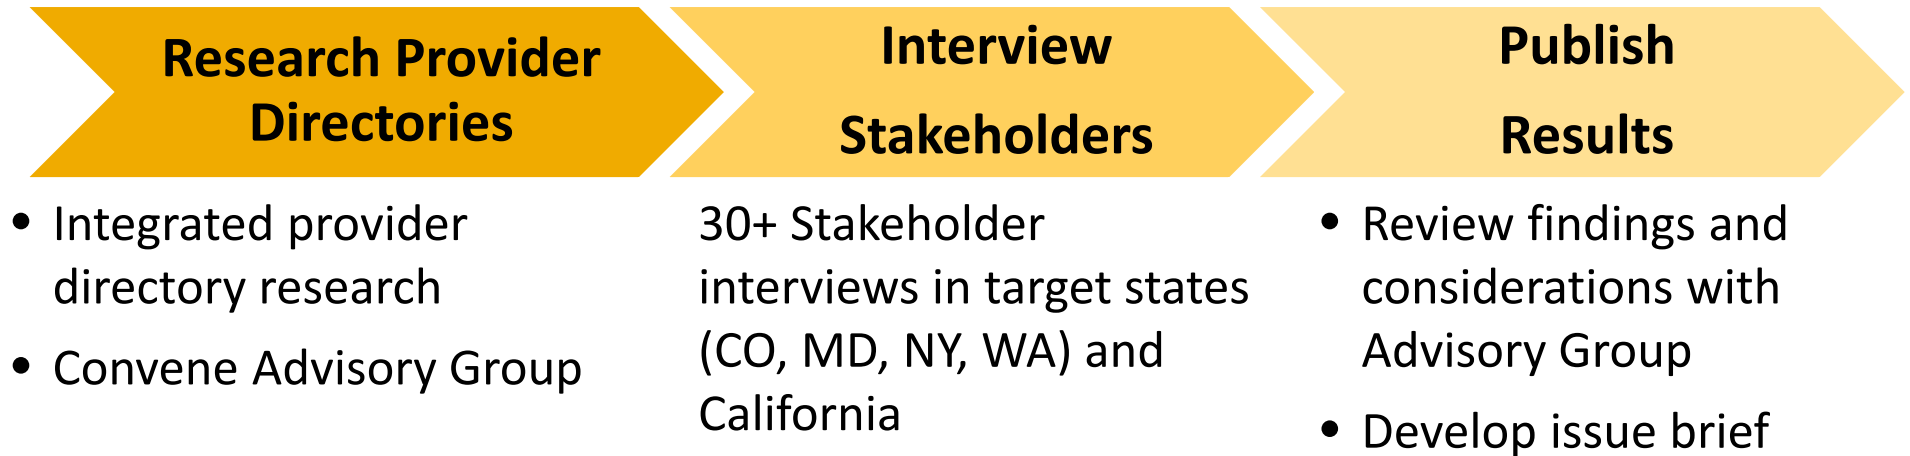 Research Provider
Directories
• Integrated provider
directory research
• Convene Advisory Group
Interview
Stakeholders
30+ Stakeholder
interviews in target states
(CO, MD, NY, WA) and
California
Publish
Results
• Review findings and
considerations with
Advisory Group
• Develop issue brief